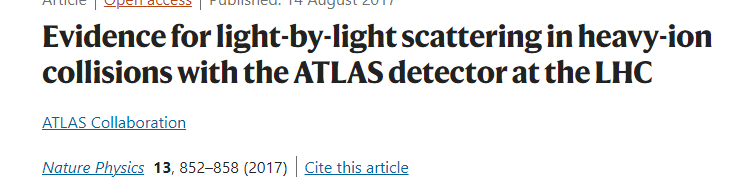 Article | Open access | Published: 14 August 2017
Evidence for light-by-light scattering in heavy-ion
collisions with the ATLAS detector at the LHC
ATLAS Collaboration
Nature Physics 13, 852–858 (2017) | Cite this article